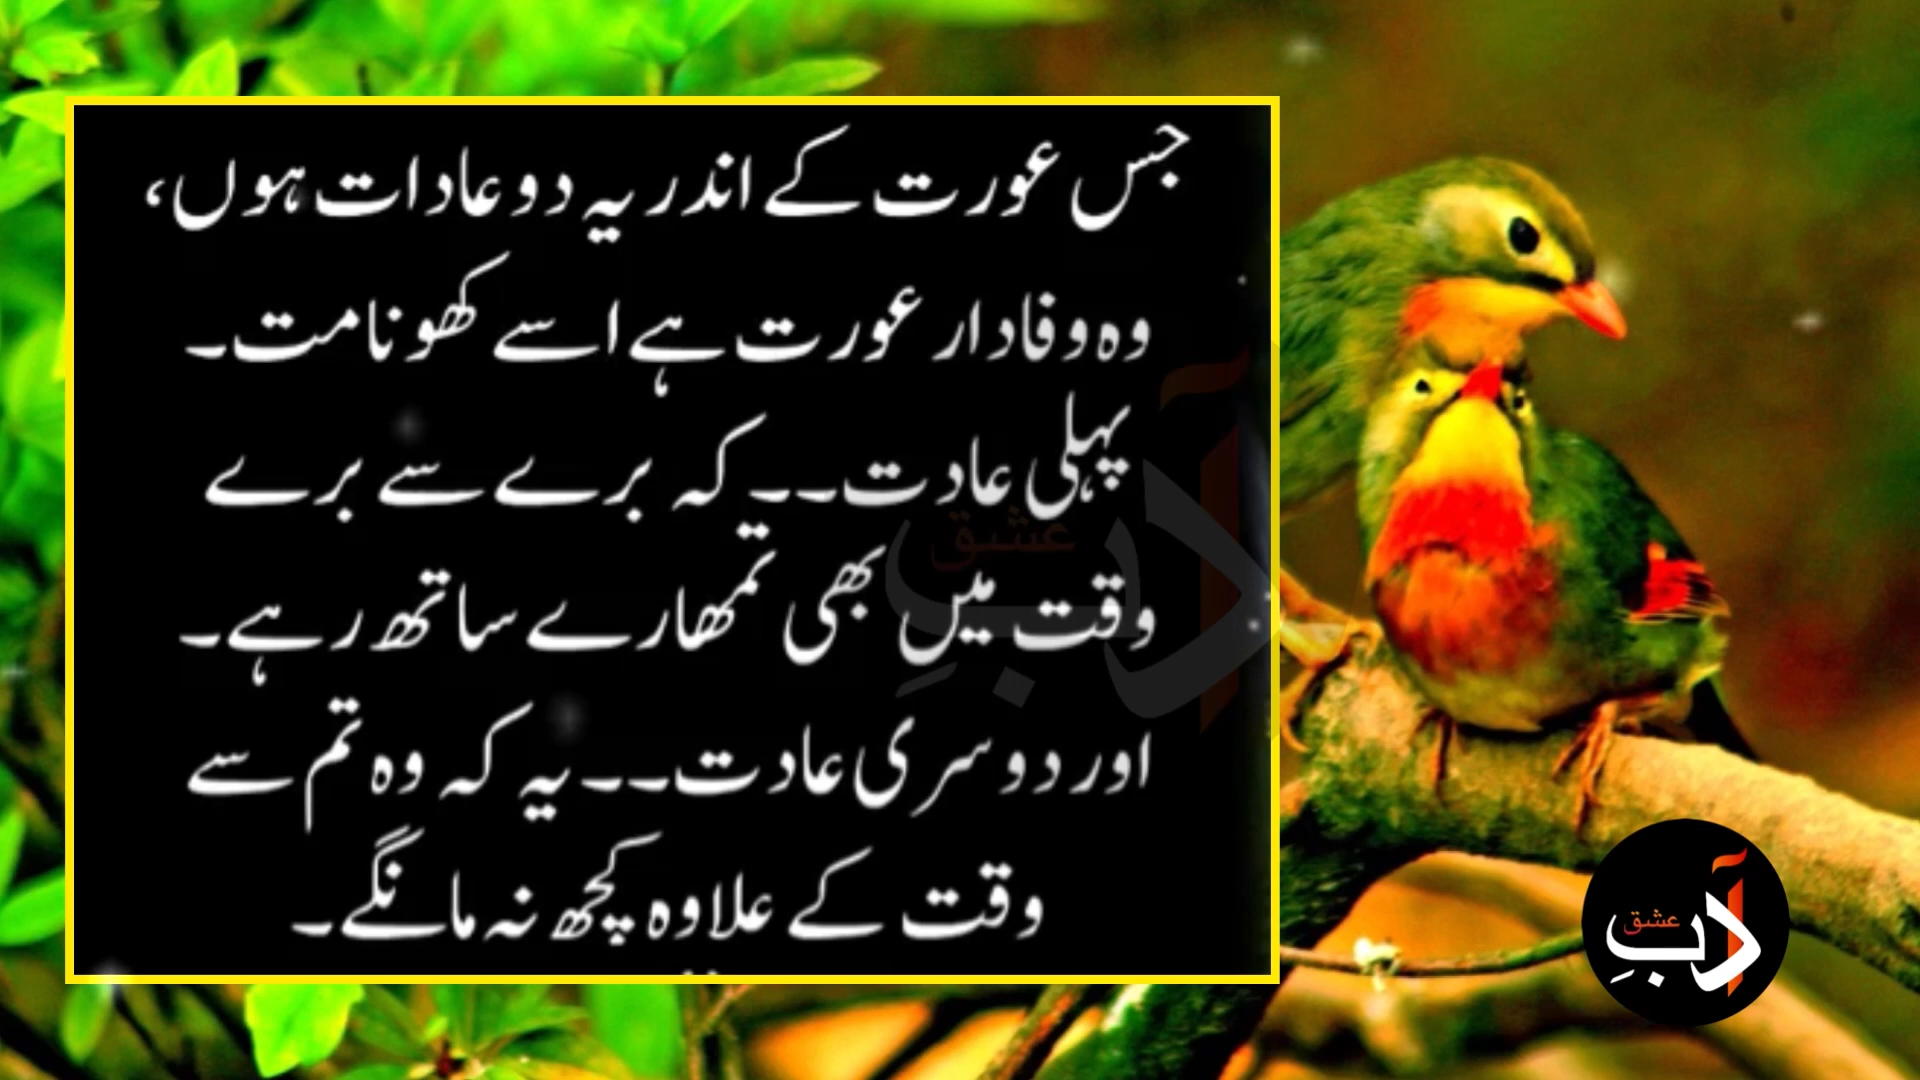 جس عورت کے اندر یہ دو عادات ہوں،
وہ وفادار عورت ہے اسے کھونا مت۔
پہلی عادت۔۔ کہ برے سے برے
وقت میں بھی تمھارے ساتھ رہے۔
اور دوسری عادت۔۔ یہ کہ وہ تم سے
وقت کے علاوہ کچھ نہ مانگے۔
آدبِ
عشق